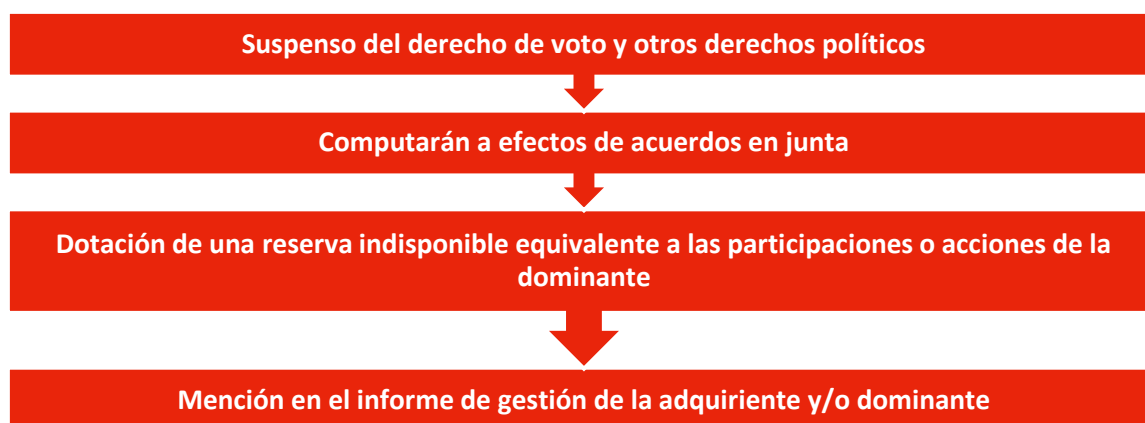 Suspenso del derecho de voto y otros derechos políticos
Computarán a efectos de acuerdos en junta
Dotación de una reserva indisponible equivalente a las participaciones o acciones de la
dominante
Mención en el informe de gestión de la adquiriente y/o dominante